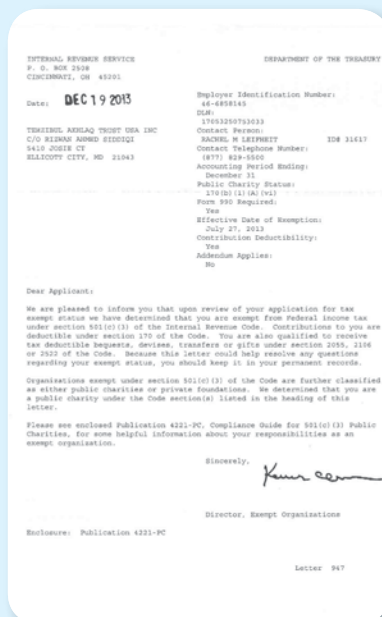 INTERNAL REVENUE SERVICE
P. O. BOX 2508
CINCINNATI, OH 45201
DEPARTMENT OF THE TREASURY
Date: DEC 19 2013
TERZIBUL AKHLAQ TRUST USA INC
C/O RIZWAN AHMED SIDDIQI
5410 JOSIE CT
ELLICOTT CITY, MD 21043
Employer Identification Number:
46-4858165
DLN:
17053250753033
Contact Person:
RACHEL M LEIFHEIT ID# 31617
Contact Telephone Number:
(877) 829-5500
Accounting Period Ending:
December 31
Public Charity Status:
170(b)(1)(A)(vi)
Form 990 Required:
Yes
Effective Date of Exemption:
July 27, 2013
Contribution Deductibility:
Yes
Addendum Applies:
No
Dear Applicant:
We are pleased to inform you that upon review of your application for tax
exempt status we have determined that you are exempt from Federal income tax
under section 501(c)(3) of the Internal Revenue Code. Contributions to you are
deductible under section 170 of the Code. You are also qualified to receive
tax deductible bequests, devises, transfers or gifts under section 2055, 2106
or 2522 of the Code. Because this letter could help resolve any questions
regarding your exempt status, you should keep it in your permanent records.
Organizations exempt under section 501(c)(3) of the Code are further classified
as either public charities or private foundations. We determined that you are
a public charity under the Code section(s) listed in the heading of this
letter.
Please see enclosed Publication 4221-PC, Compliance Guide for 501(c)(3) Public
Charities, for some helpful information about your responsibilities as an
exempt organization.
Sincerely,
Director, Exempt Organizations
Enclosure: Publication 4221-PC
Letter 947